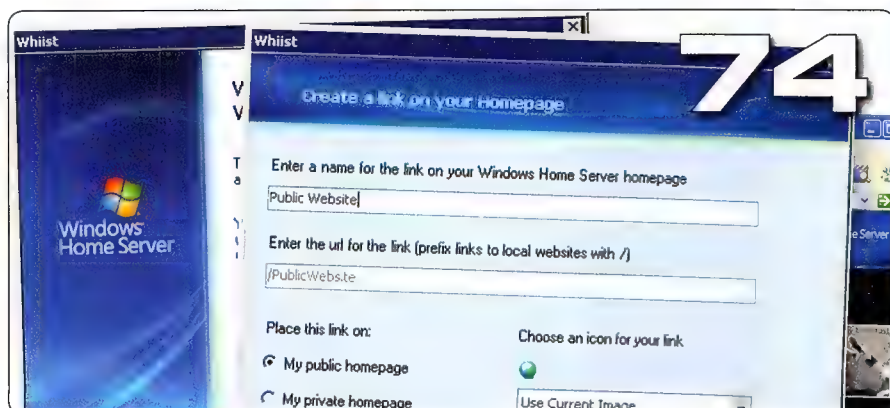 Whiist
Windows
Home Server
Whiist
74
Create a link on your Homepage
Enter a name for the link on your Windows Home Server homepage
Public Website
Enter the url for the link (prefix links to local websites with /)
/PublicWebs.te
Place this link on:
My public homepage
My private homepage
Choose an icon for your link
Use Current Image
e Server